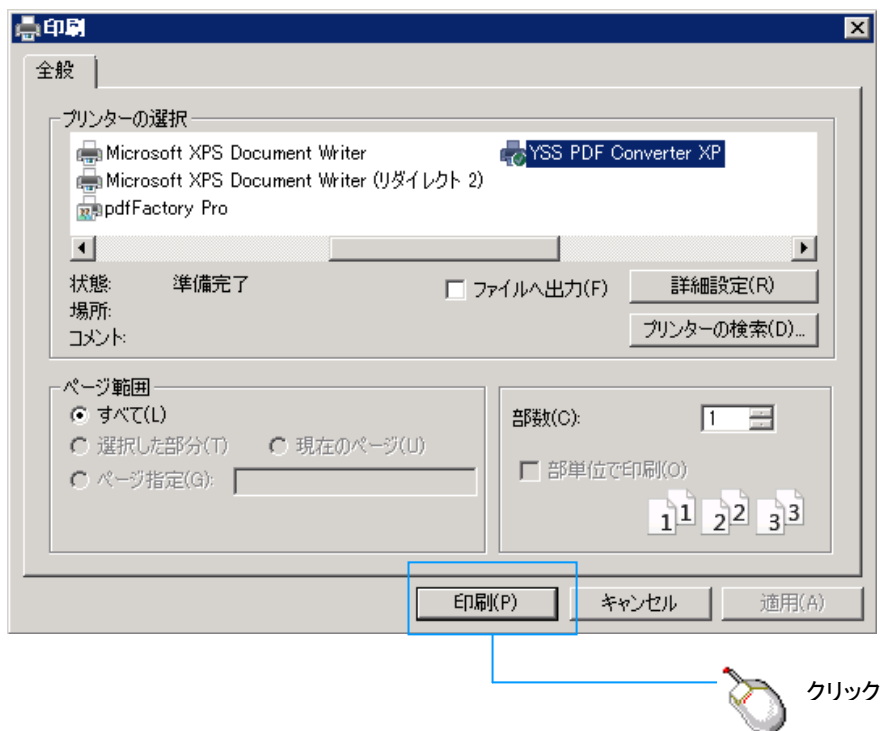 印刷
全般
プリンターの選択
Microsoft XPS Document Writer
YSS PDF Converter XP
Microsoft XPS Document Writer (リダイレクト 2)
pdfFactory Pro
状態: 準備完了
ファイルへ出力(F)
詳細設定(R)
場所:
コメント:
プリンターの検索(D)...
ページ範囲
すべて(L)
選択した部分(T) 現在のページ(U)
ページ指定(G):
部数(C): 1
部単位で印刷(O)
1 1 2 2 3 3
印刷(P) キャンセル 適用(A)
クリック